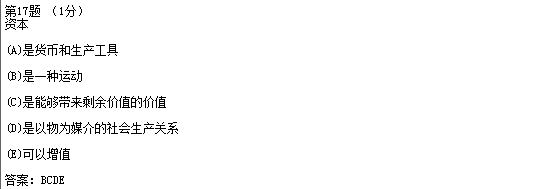 第17题 （1分）
资本
(A)是货币和生产工具
(B)是一种运动
(C)是能够带来剩余价值的价值
(D)是以物为媒介的社会生产关系
(E)可以增值
答案：BCDE